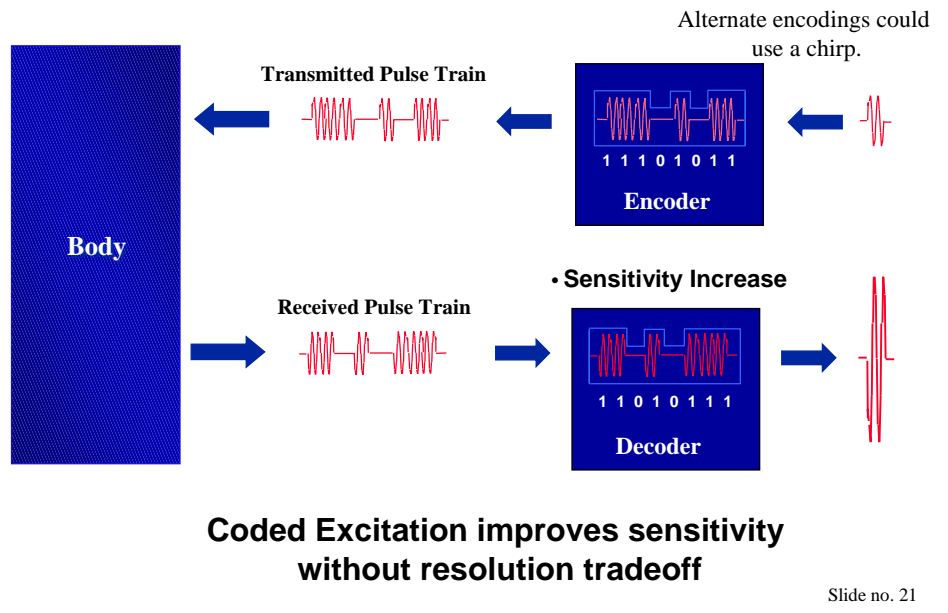 Alternate encodings could
use a chirp.
Transmitted Pulse Train
1 1 1 0 1 0 1 1
Encoder
Body
• Sensitivity Increase
Received Pulse Train
1 1 0 1 0 1 1 1
Decoder
Coded Excitation improves sensitivity
without resolution tradeoff
Slide no. 21